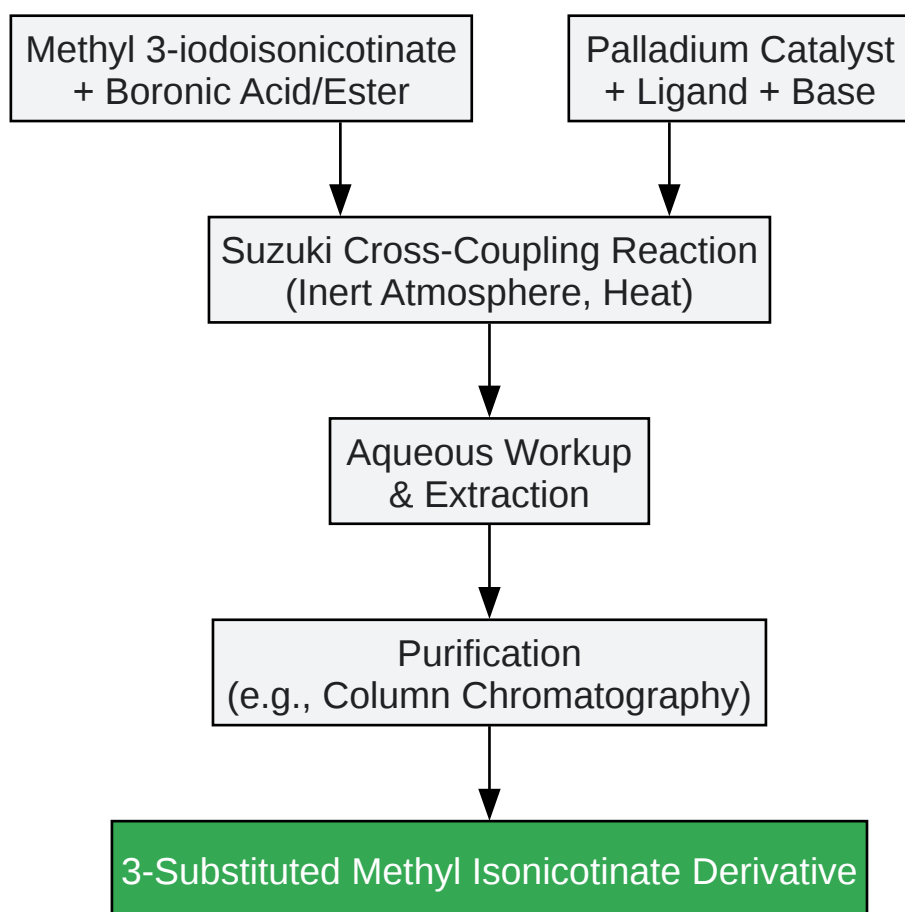 Methyl 3-iodoisonicotinate
+ Boronic Acid/Ester
Palladium Catalyst
+ Ligand + Base
Suzuki Cross-Coupling Reaction
(Inert Atmosphere, Heat)
Aqueous Workup
& Extraction
Purification
(e.g., Column Chromatography)
3-Substituted Methyl Isonicotinate Derivative